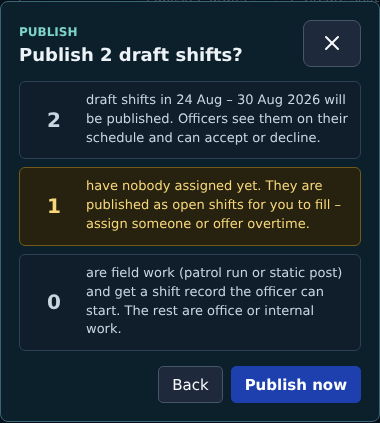 PUBLISH
Publish 2 draft shifts?
2
draft shifts in 24 Aug – 30 Aug 2026 will
be published. Officers see them on their
schedule and can accept or decline.
1
have nobody assigned yet. They are
published as open shifts for you to fill –
assign someone or offer overtime.
0
are field work (patrol run or static post)
and get a shift record the officer can
start. The rest are office or internal
work.
Back
Publish now